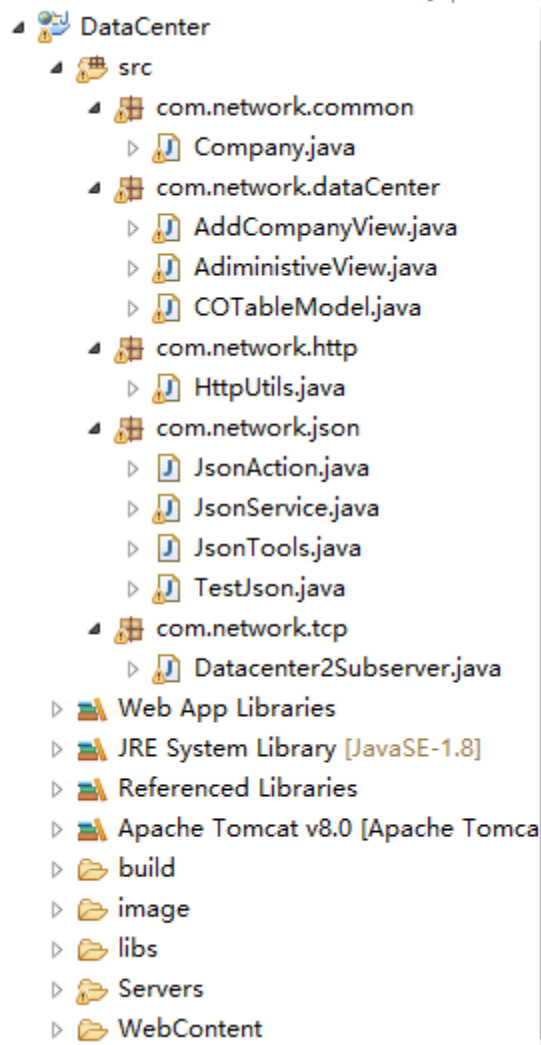 DataCenter
src
com.network.common
Company.java
com.network.dataCenter
AddCompanyView.java
AdiministiveView.java
COTableModel.java
com.network.http
HttpUtils.java
com.network.json
JsonAction.java
JsonService.java
JsonTools.java
TestJson.java
com.network.tcp
Datacenter2Subserver.java
Web App Libraries
JRE System Library [JavaSE-1.8]
Referenced Libraries
Apache Tomcat v8.0 [Apache Tomca
build
image
libs
Servers
WebContent